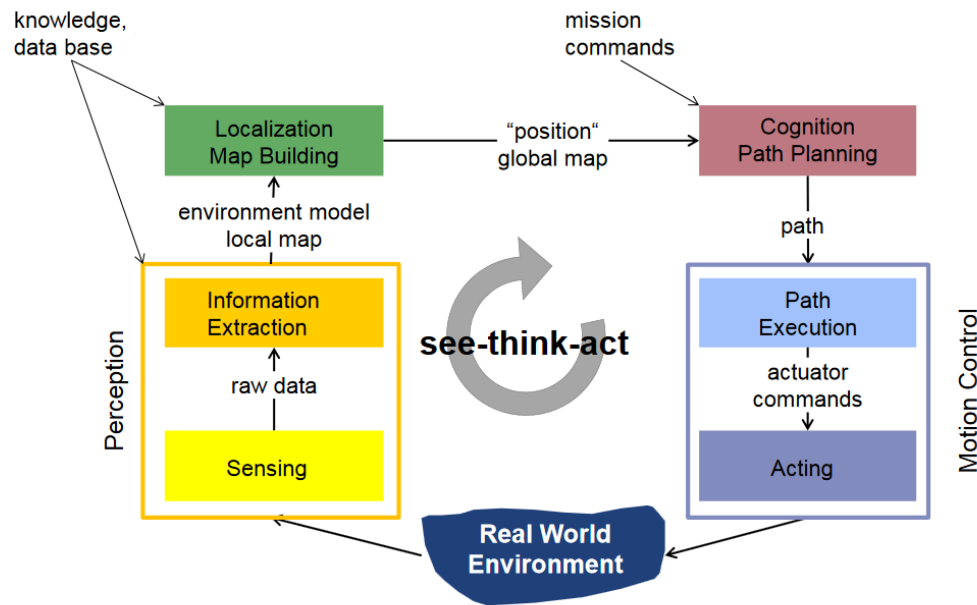 knowledge,
data base
mission
commands
Localization
Map Building
“position“
global map
Cognition
Path Planning
environment model
local map
path
Information
Extraction
Path
Execution
see-think-act
raw data
actuator
commands
Perception
Motion Control
Sensing
Acting
Real World
Environment